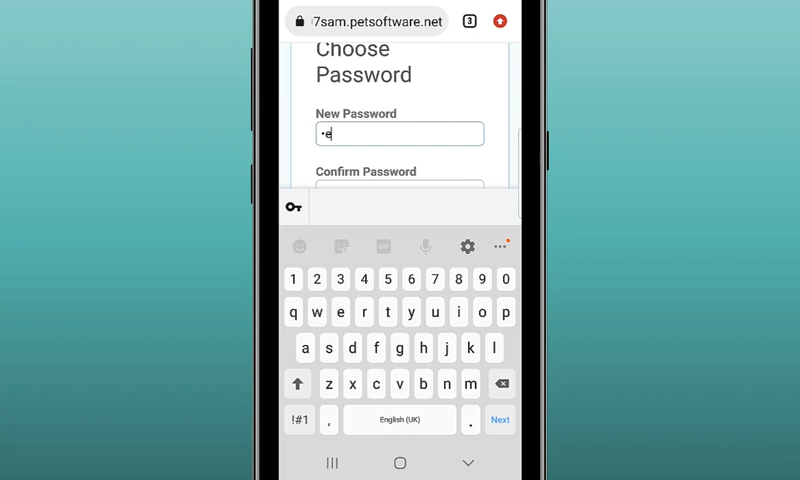 7sam.petsoftware.net
3
Choose
Password
New Password
•e
Confirm Password
GIF
1 2 3 4 5 6 7 8 9 0
q w e r t y u i o p
a s d f g h j k l
z x c v b n m
!#1 , English (UK) . Next